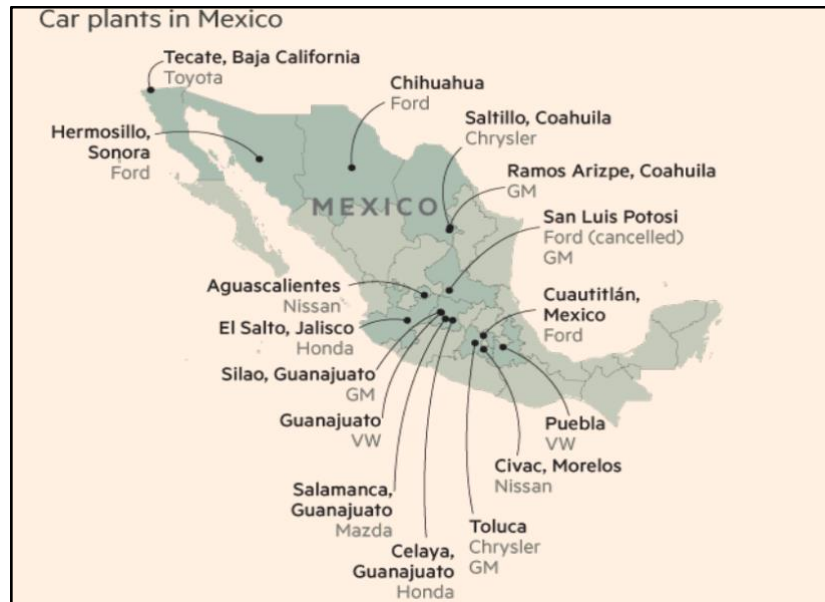 Car plants in Mexico
Tecate, Baja California
Toyota
Chihuahua
Ford
Saltillo, Coahuila
Chrysler
Hermosillo,
Sonora
Ford
Ramos Arizpe, Coahuila
GM
MEXICO
San Luis Potosi
Ford (cancelled)
GM
Aguascalientes
Nissan
Cuautitlán,
Mexico
Ford
El Salto, Jalisco
Honda
Silao, Guanajuato
GM
Guanajuato
VW
Puebla
VW
Civac, Morelos
Nissan
Salamanca,
Guanajuato
Mazda
Toluca
Chrysler
GM
Celaya,
Guanajuato
Honda